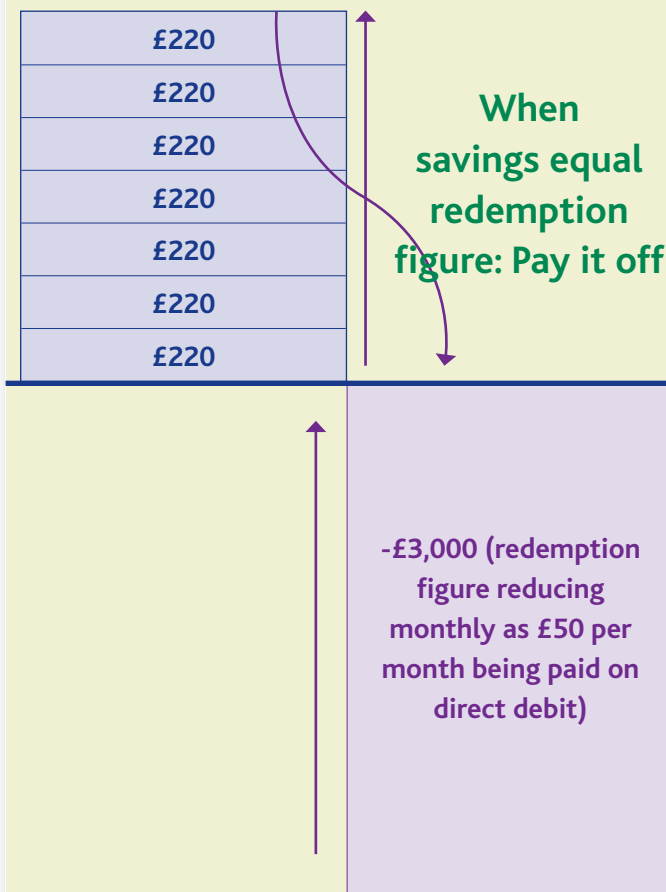 £220
£220
£220
£220
£220
£220
£220
When
savings equal
redemption
figure: Pay it off
-£3,000 (redemption
figure reducing
monthly as £50 per
month being paid on
direct debit)